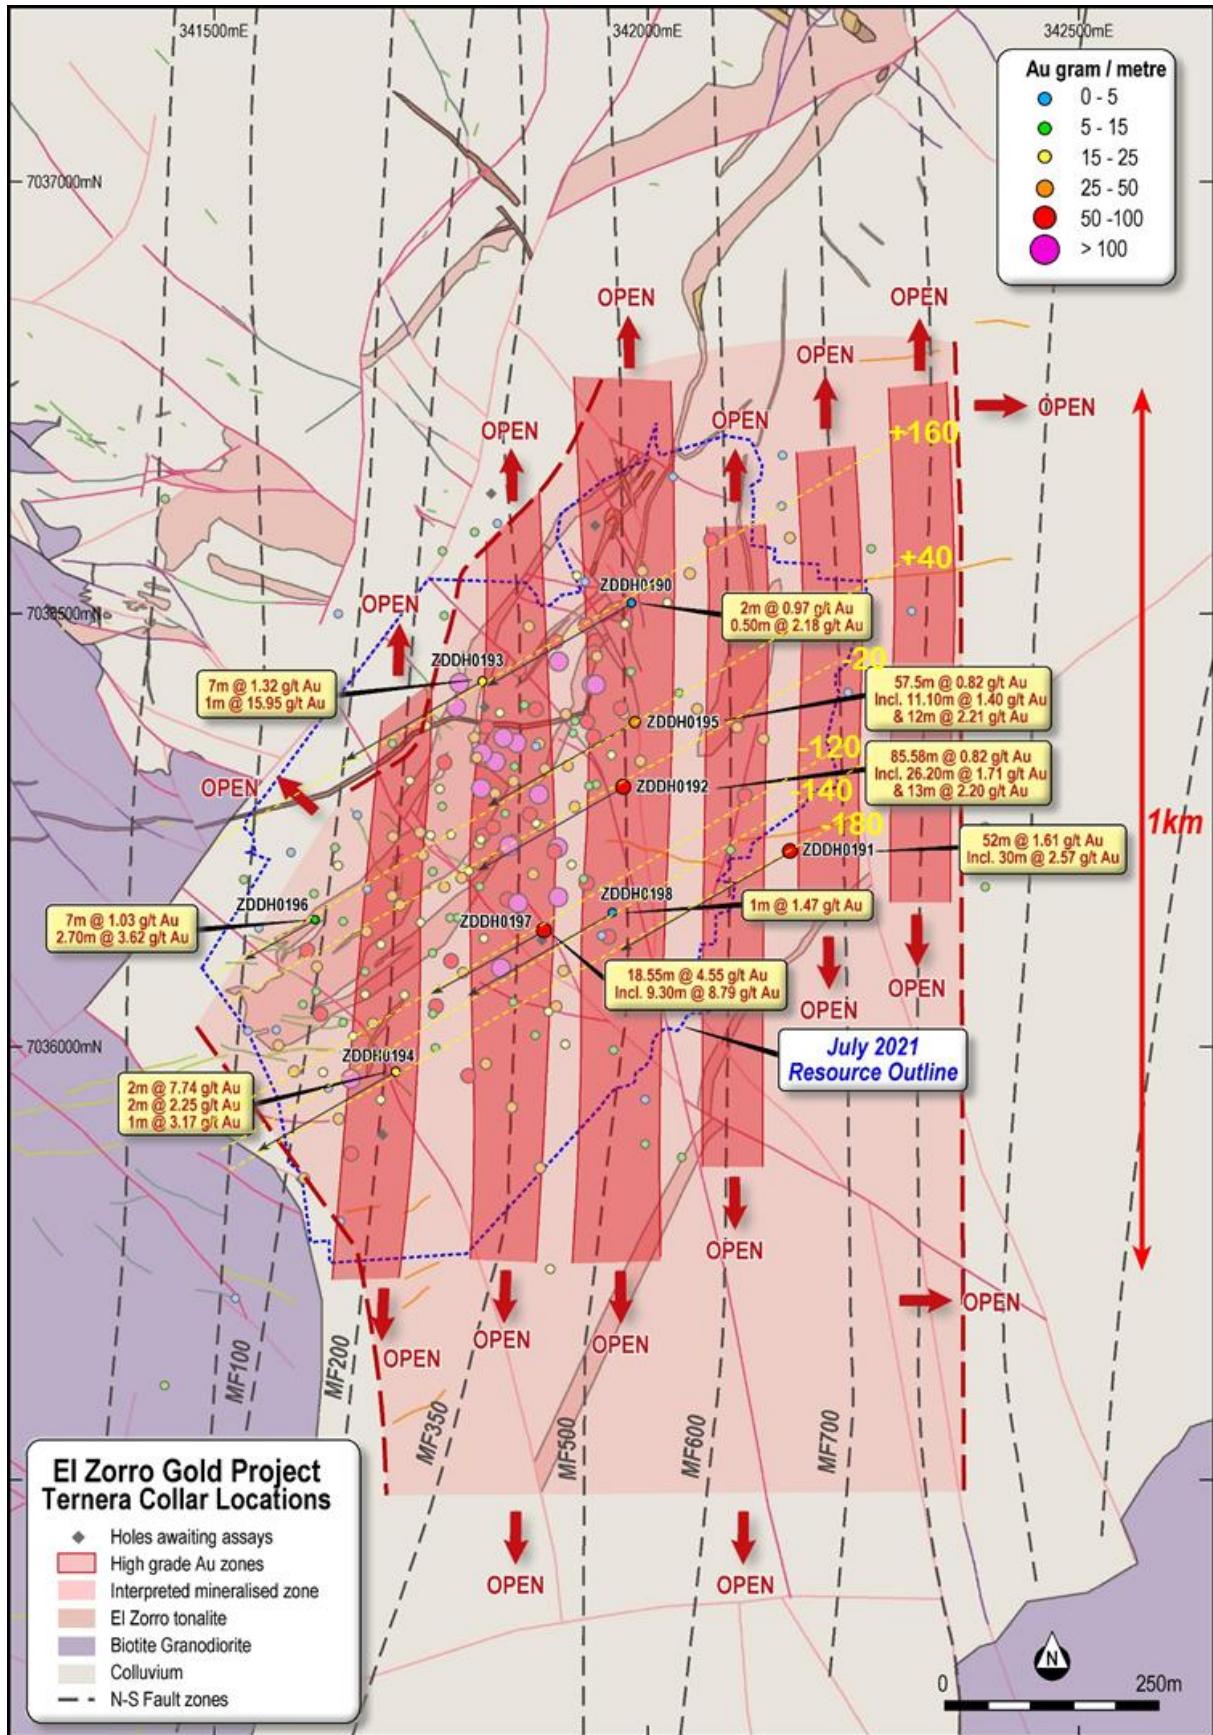 341500mE
342000mE
342500mE
Au gram / metre
0 - 5
5 - 15
15 - 25
25 - 50
50 -100
> 100
7037000mN
OPEN
OPEN
OPEN
OPEN
OPEN
OPEN
+160
+40
ZDDH0190
2m @ 0.97 g/t Au
0.50m @ 2.18 g/t Au
OPEN
-20
ZDDH0193
7m @ 1.32 g/t Au
1m @ 15.95 g/t Au
57.5m @ 0.82 g/t Au
Incl. 11.10m @ 1.40 g/t Au
& 12m @ 2.21 g/t Au
ZDDH0195
-120
85.58m @ 0.82 g/t Au
Incl. 26.20m @ 1.71 g/t Au
& 13m @ 2.20 g/t Au
OPEN
ZDDH0192
-140
-180
1km
ZDDH0191
52m @ 1.61 g/t Au
Incl. 30m @ 2.57 g/t Au
ZDDH0196
7m @ 1.03 g/t Au
2.70m @ 3.62 g/t Au
ZDDH0198
1m @ 1.47 g/t Au
ZDDH0197
18.55m @ 4.55 g/t Au
Incl. 9.30m @ 8.79 g/t Au
OPEN
OPEN
7036000mN
July 2021
Resource Outline
ZDDH0194
2m @ 7.74 g/t Au
2m @ 2.25 g/t Au
1m @ 3.17 g/t Au
OPEN
OPEN
OPEN
OPEN
OPEN
MF100
MF200
MF350
MF500
MF600
MF700
El Zorro Gold Project
Ternera Collar Locations
Holes awaiting assays
High grade Au zones
Interpreted mineralised zone
El Zorro tonalite
Biotite Granodiorite
Colluvium
N-S Fault zones
OPEN
OPEN
N
0
250m